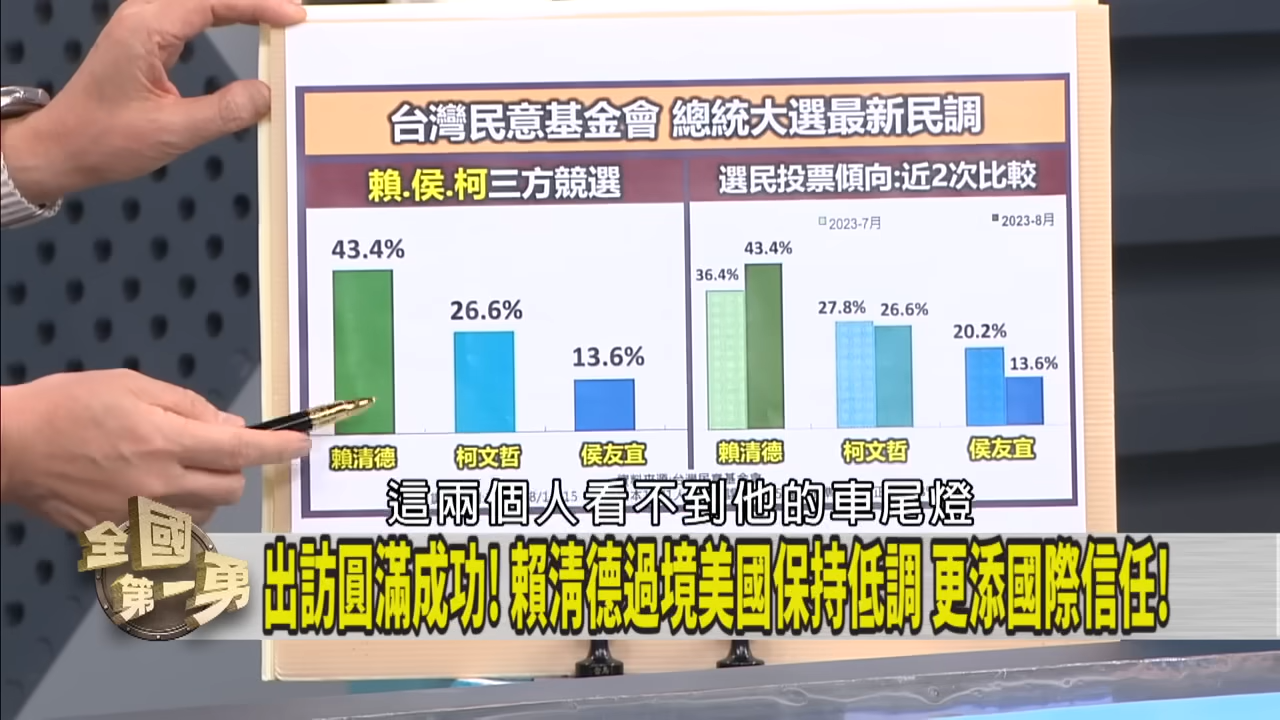 台灣民意基金會 總統大選最新民調
賴.侯.柯三方競選
43.4%
26.6%
13.6%
賴清德
柯文哲
侯友宜
選民投票傾向:近2次比較
2023-7月
2023-8月
36.4%
43.4%
27.8%
26.6%
20.2%
13.6%
賴清德
柯文哲
侯友宜
這兩個人看不到他的車尾燈
全國第一勇
出訪圓滿成功! 賴清德過境美國保持低調 更添國際信任!